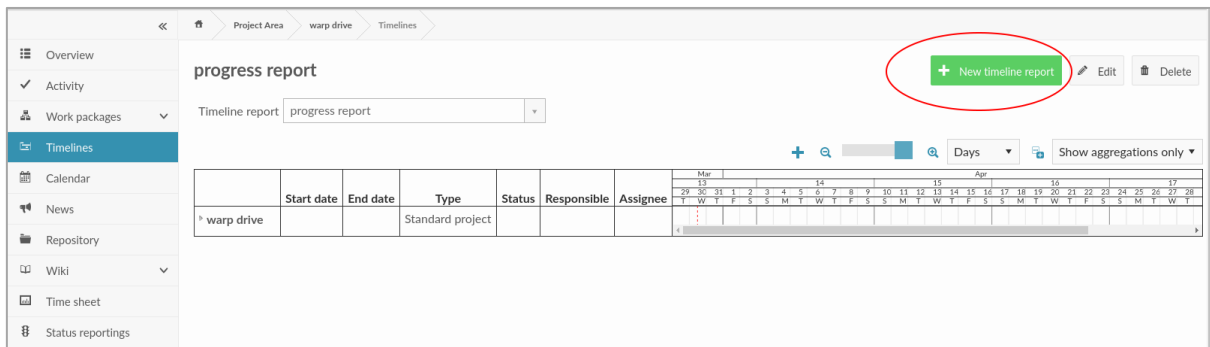 Project Area warp drive Timelines
Overview
Activity
Work packages
Timelines
Calendar
News
Repository
Wiki
Time sheet
Status reportings
progress report
New timeline report Edit Delete
Timeline report progress report
Days Show aggregations only
Mar Apr
13 14 15 16 17
29 30 31 1 2 3 4 5 6 7 8 9 10 11 12 13 14 15 16 17 18 19 20 21 22 23 24 25 26 27 28
Start date End date Type Status Responsible Assignee T W T F S S M T W T F S S M T W T F S S M T W T F S S M T W T
warp drive Standard project